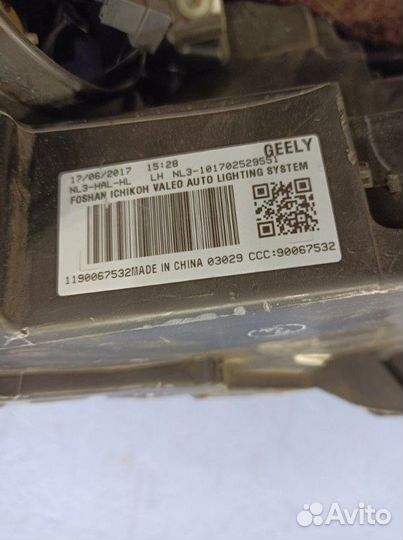 GEELY
17/06/2017 15:28
NL3-HAL-HL LH NL3-101702529551
FOSHAN ICHIKOH VALEO AUTO LIGHTING SYSTEM
1190067532MADE IN CHINA 03029 CCC:90067532
Avito